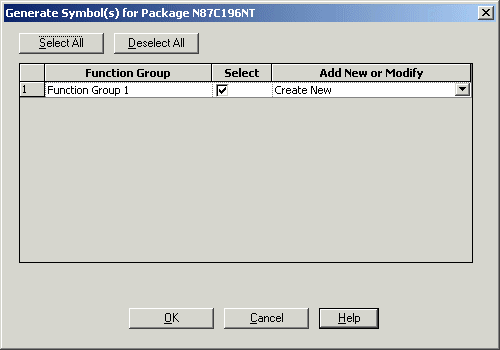 Generate Symbol(s) for Package N87C196NT
Select All Deselect All
Function Group Select Add New or Modify
1 Function Group 1 Create New
OK Cancel Help